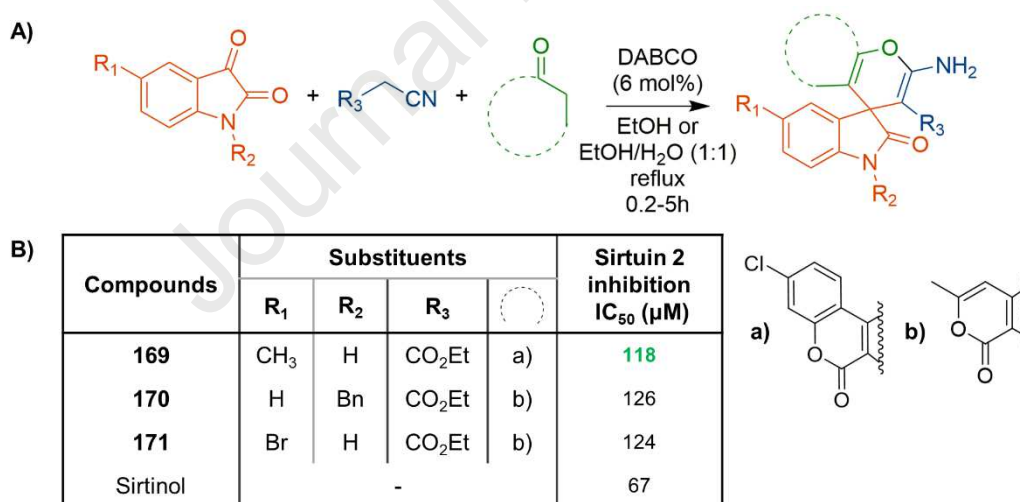 Journal
A)
R1
O
O
N
R2
+
R3
CN
+
O
DABCO
(6 mol%)
EtOH or
EtOH/H2O (1:1)
reflux
0.2-5h
O
NH2
R3
R1
O
N
R2
B)
Compounds
Substituents
Sirtuin 2
inhibition
IC50 (µM)
R1 R2 R3
169 CH3 H CO2Et a) 118
170 H Bn CO2Et b) 126
171 Br H CO2Et b) 124
Sirtinol - 67
a)
Cl
O
O
b)
O
O